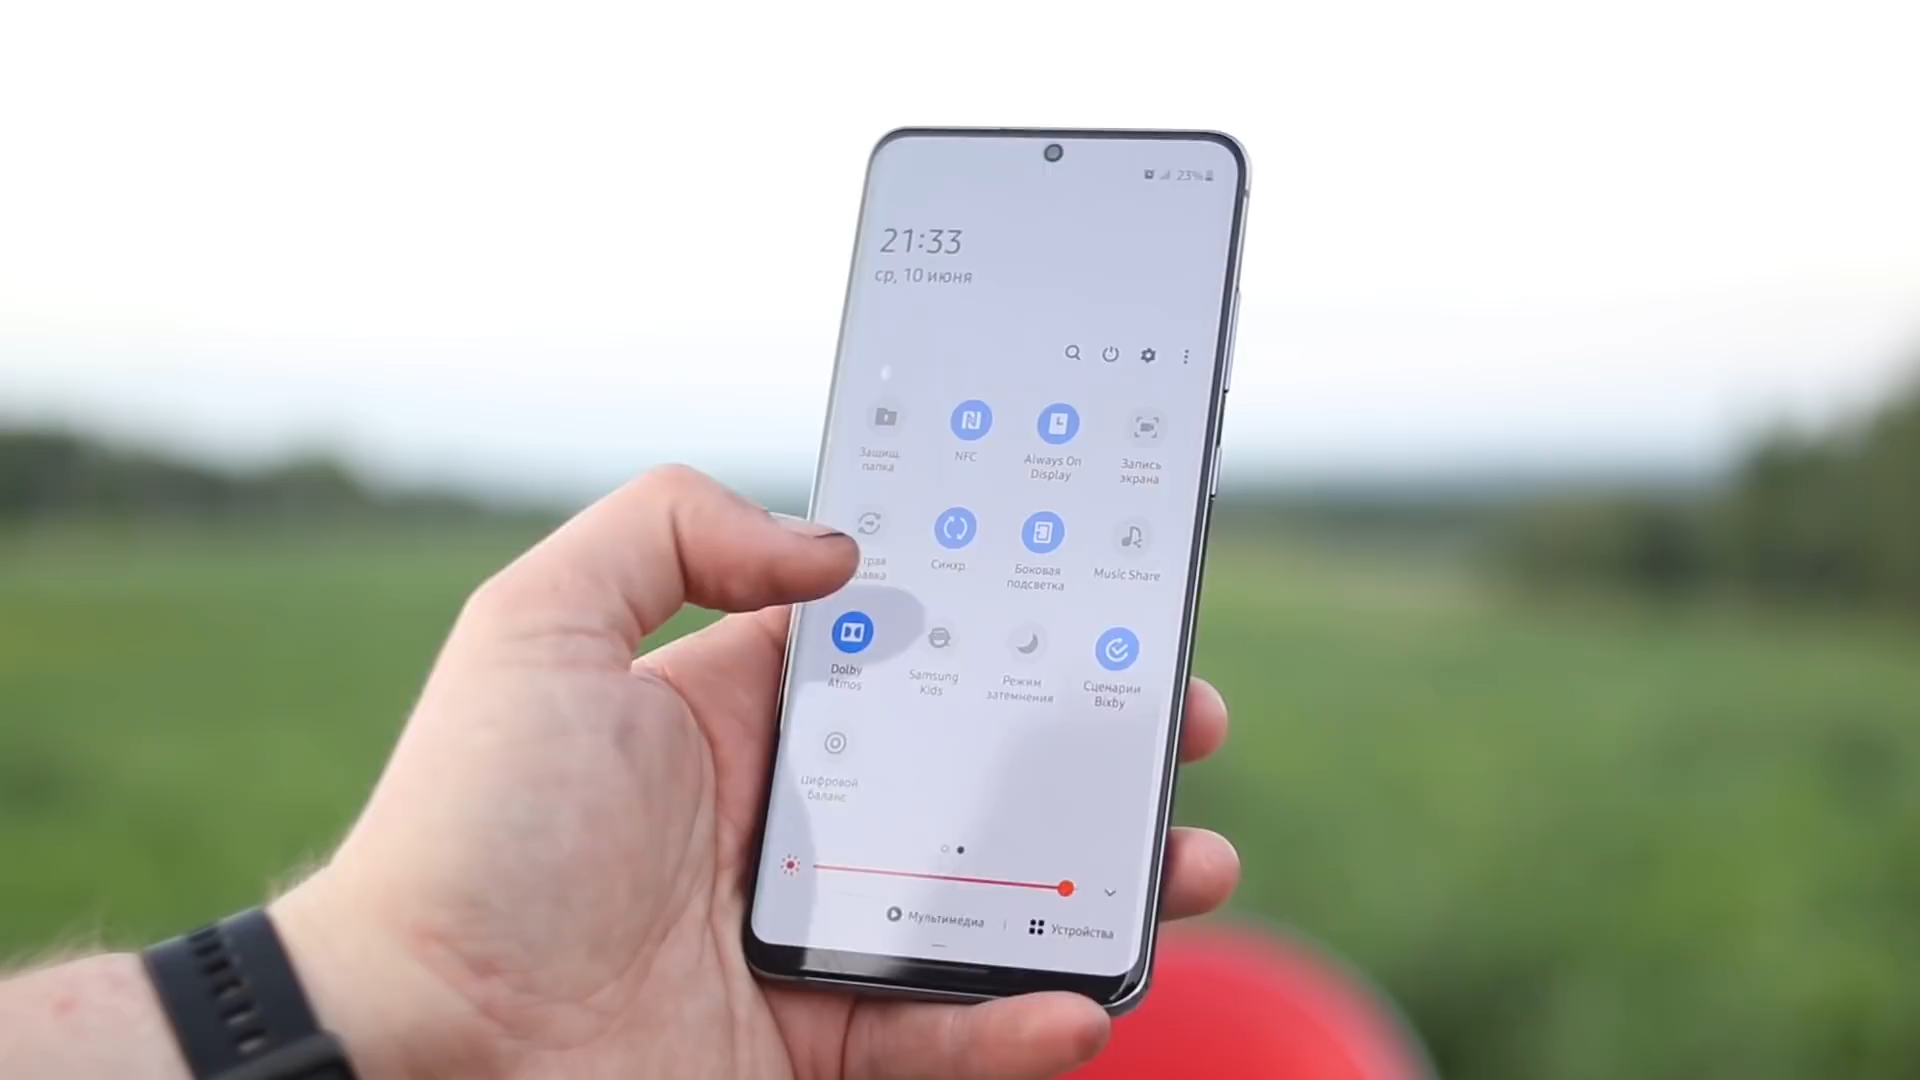 23%
21:33
ср, 10 июня
Защищ.
папка
NFC
Always On
Display
Запись
экрана
Синхр.
Боковая
подсветка
Music Share
Dolby
Atmos
Samsung
Kids
Режим
затемнения
Сценарии
Bixby
Цифровой
баланс
Мультимедиа
Устройства